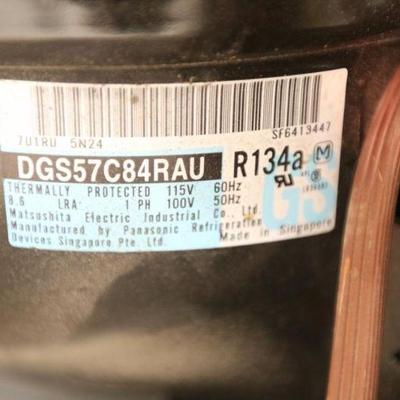 7U1RU 5N24 SF6413447
DGS57C84RAU R134a M
THERMALLY PROTECTED 115V 60Hz
8.6 LRA: 1 PH 100V 50Hz
Matsushita Electric Industrial Co., Ltd.
Manufactured by Panasonic Refrigeration
Devices Singapore Pte. Ltd. Made in Singapore
GS